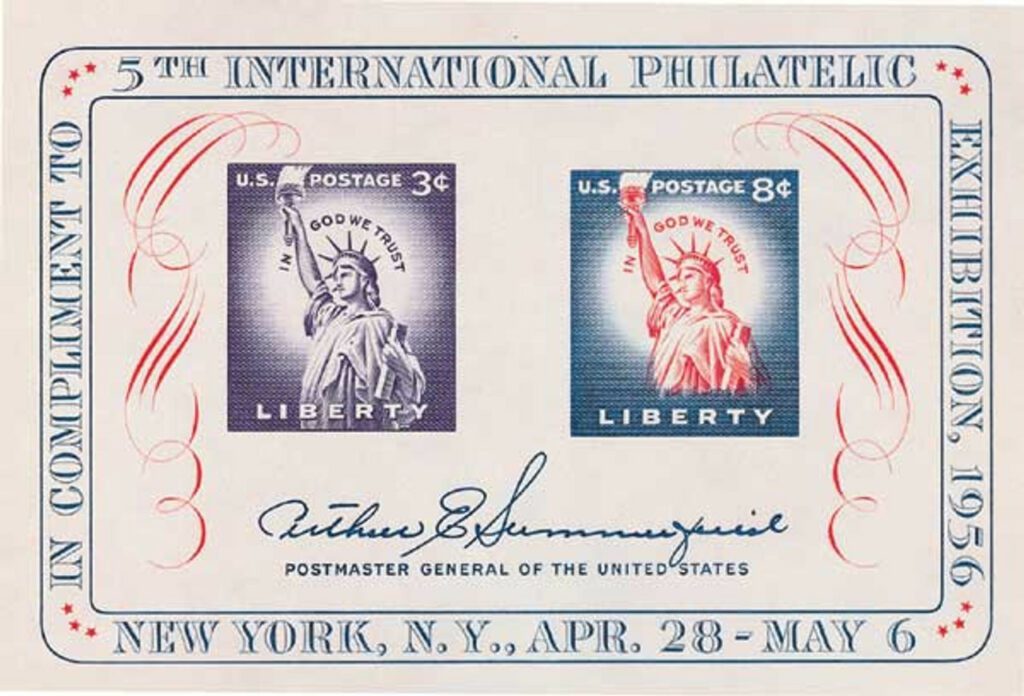 IN COMPLIMENT TO
5TH INTERNATIONAL PHILATELIC
EXHIBITION, 1956
U.S. POSTAGE 3¢
IN GOD WE TRUST
LIBERTY
U.S. POSTAGE 8¢
IN GOD WE TRUST
LIBERTY
Arthur E Summerfield
POSTMASTER GENERAL OF THE UNITED STATES
NEW YORK, N.Y., APR. 28 - MAY 6